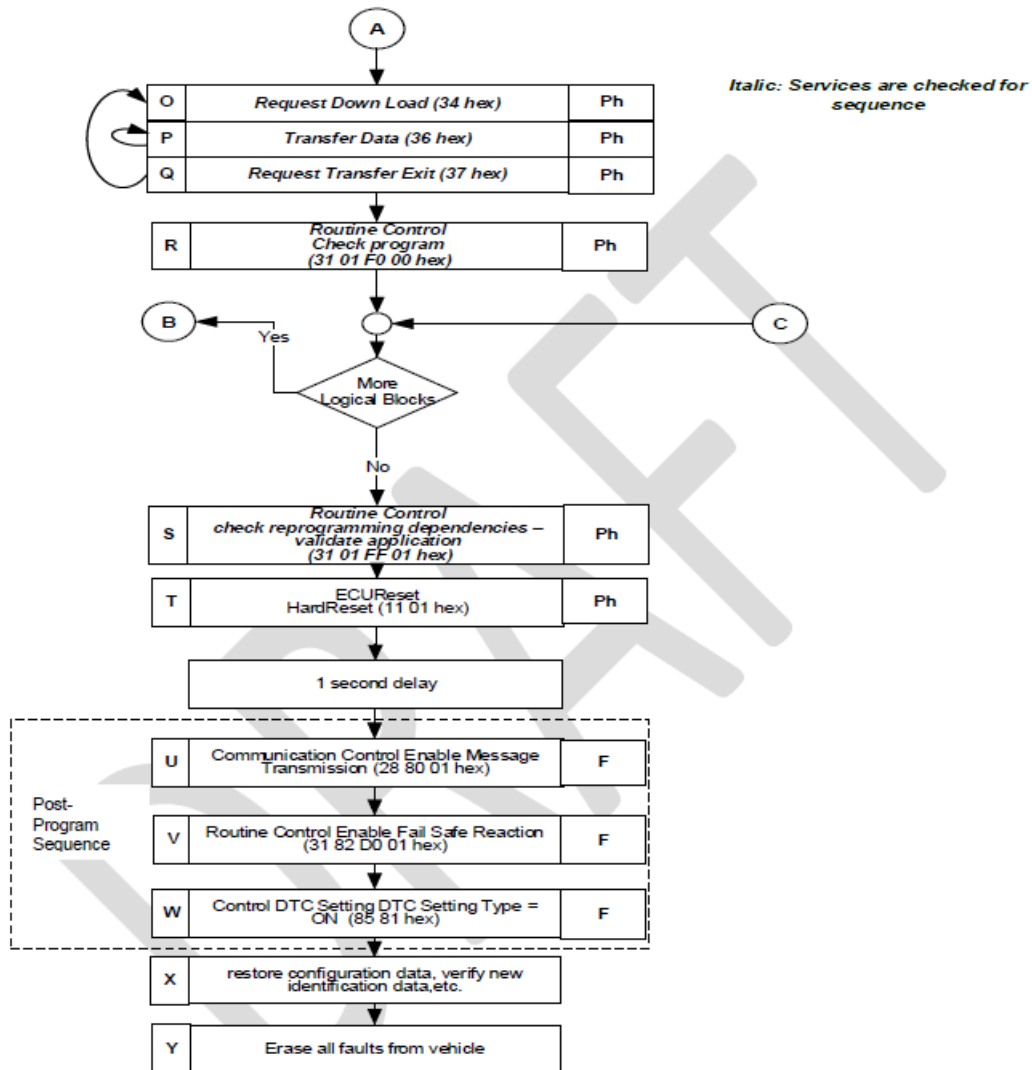 A
Italic: Services are checked for
sequence
O Request Down Load (34 hex) Ph
P Transfer Data (36 hex) Ph
Q Request Transfer Exit (37 hex) Ph
R Routine Control
Check program
(31 01 F0 00 hex) Ph
B
C
Yes
More
Logical Blocks
No
S Routine Control
check reprogramming dependencies –
validate application
(31 01 FF 01 hex) Ph
T ECUReset
HardReset (11 01 hex) Ph
1 second delay
Post-
Program
Sequence
U Communication Control Enable Message
Transmission (28 80 01 hex) F
V Routine Control Enable Fail Safe Reaction
(31 82 D0 01 hex) F
W Control DTC Setting DTC Setting Type =
ON (85 81 hex) F
X restore configuration data, verify new
identification data,etc.
Y Erase all faults from vehicle
DRAFT